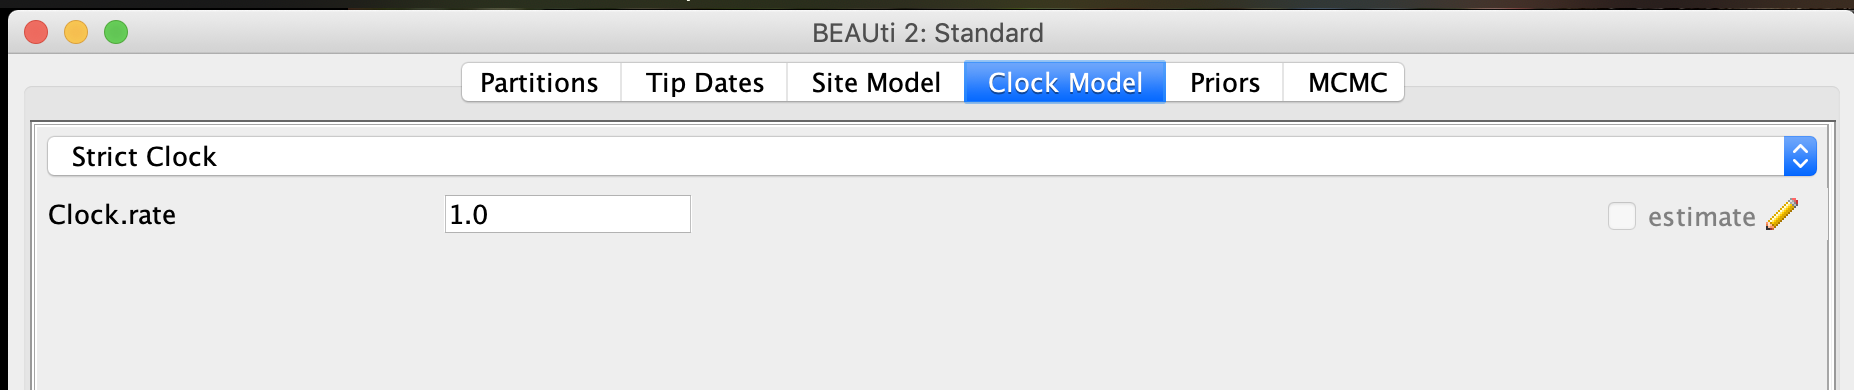 BEAUti 2: Standard
Partitions Tip Dates Site Model Clock Model Priors MCMC
Strict Clock
Clock.rate 1.0 estimate